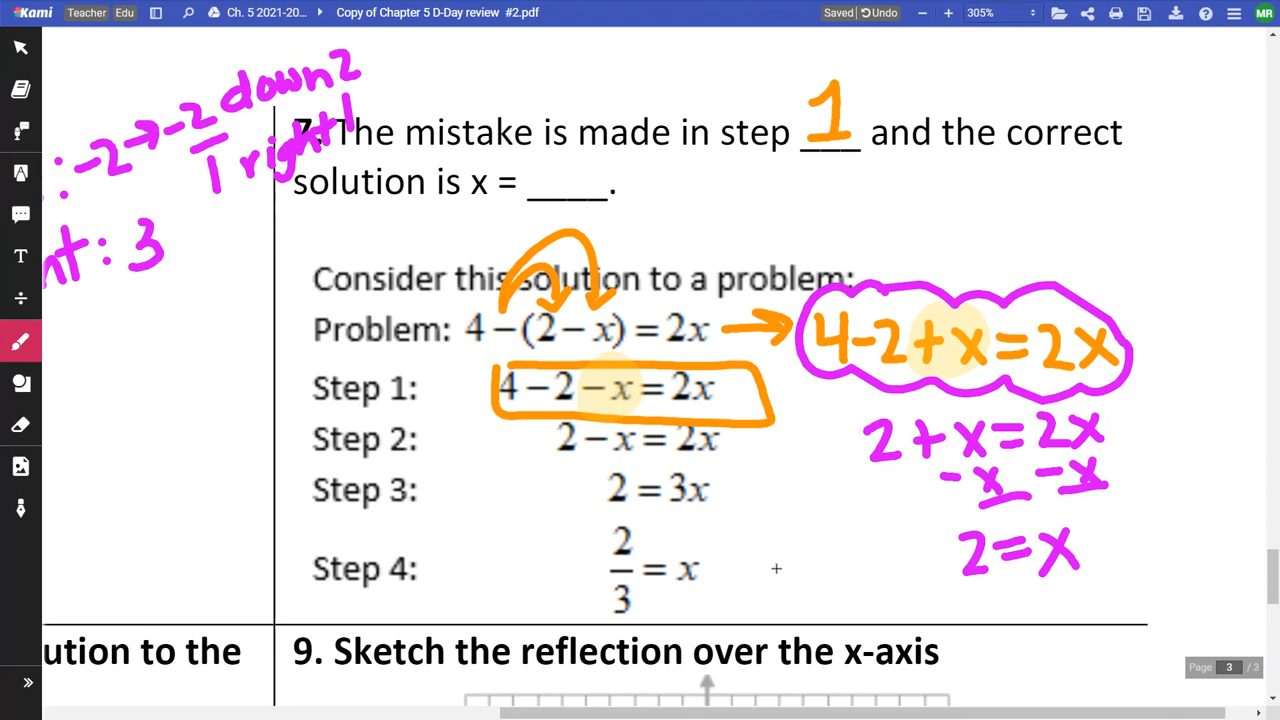 Kami Teacher Edu Ch. 5 2021-20... Copy of Chapter 5 D-Day review #2.pdf Saved Undo 305% MR
: -2 → -2/1 down 2 right 1
nt: 3
7. The mistake is made in step 1 and the correct
solution is x = ____.
Consider this solution to a problem:
Problem: 4 − (2 − x) = 2x → 4-2+x=2x
Step 1: 4 − 2 − x = 2x
2+x=2x
Step 2: 2 − x = 2x
-x -x
Step 3: 2 = 3x
2=x
Step 4: 2/3 = x
ution to the
9. Sketch the reflection over the x-axis
Page 3 / 3